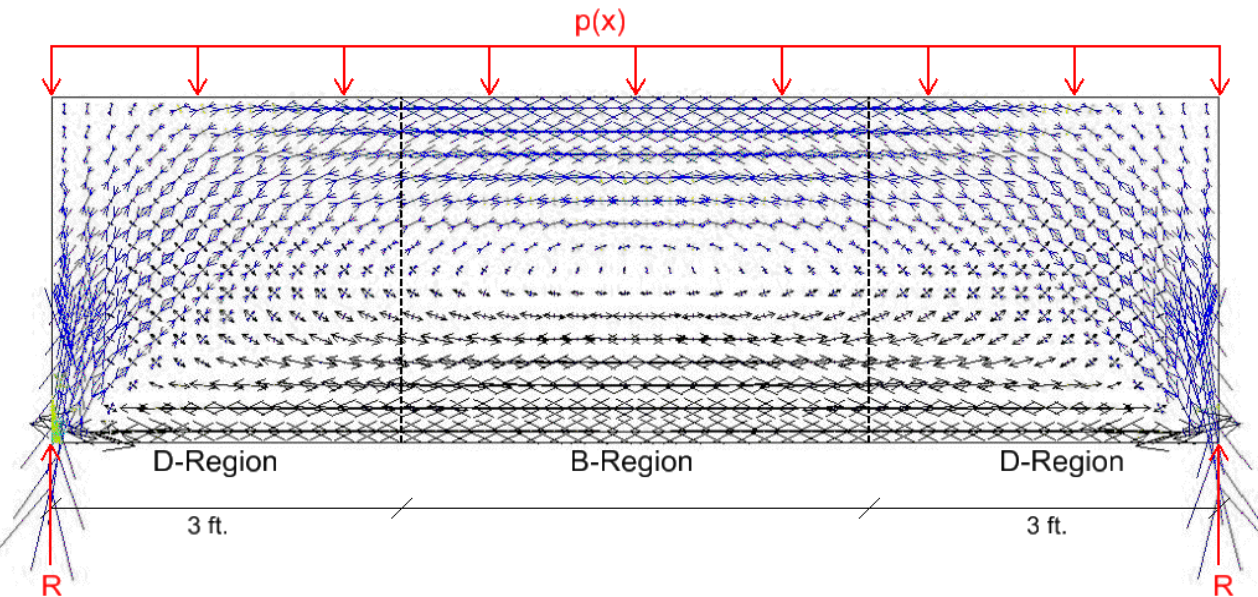 p(x)
D-Region
B-Region
D-Region
3 ft.
3 ft.
R
R